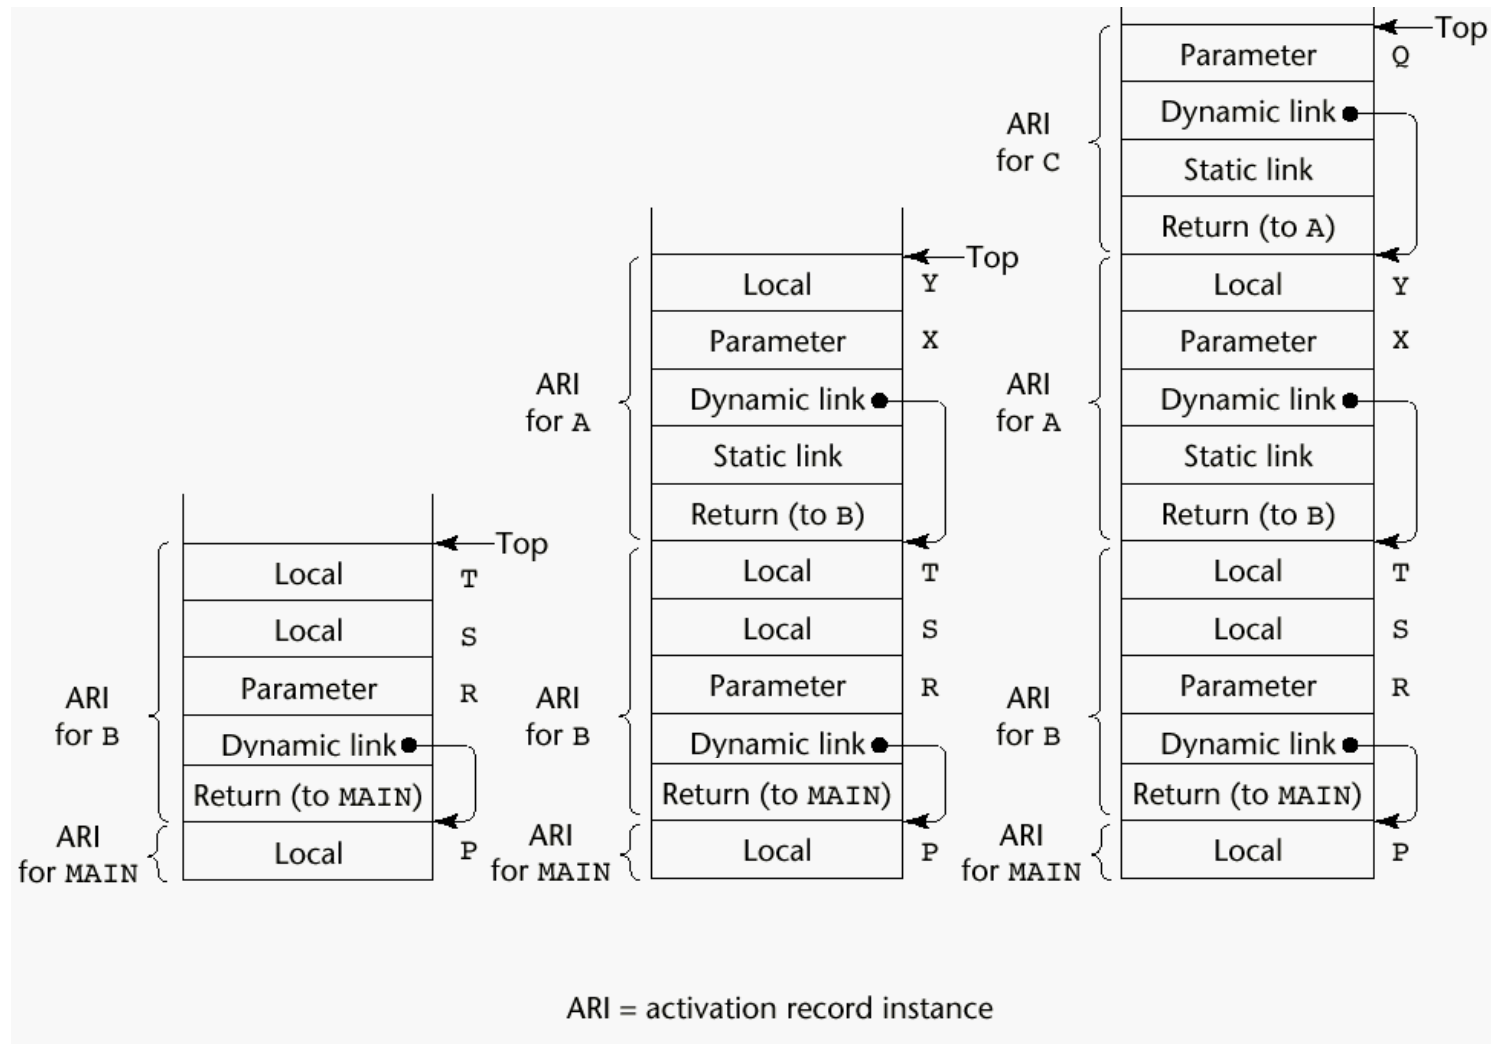 Top
Parameter Q
Dynamic link
ARI
for C
Static link
Return (to A)
Top
Local Y
Local Y
Parameter X
Parameter X
ARI
for A
Dynamic link
ARI
for A
Dynamic link
Static link
Static link
Return (to B)
Return (to B)
Top
Local T
Local T
Local T
Local S
Local S
Local S
Parameter R
Parameter R
Parameter R
ARI
for B
Dynamic link
ARI
for B
Dynamic link
ARI
for B
Dynamic link
Return (to MAIN)
Return (to MAIN)
Return (to MAIN)
ARI
for MAIN
Local P
ARI
for MAIN
Local P
ARI
for MAIN
Local P
ARI = activation record instance